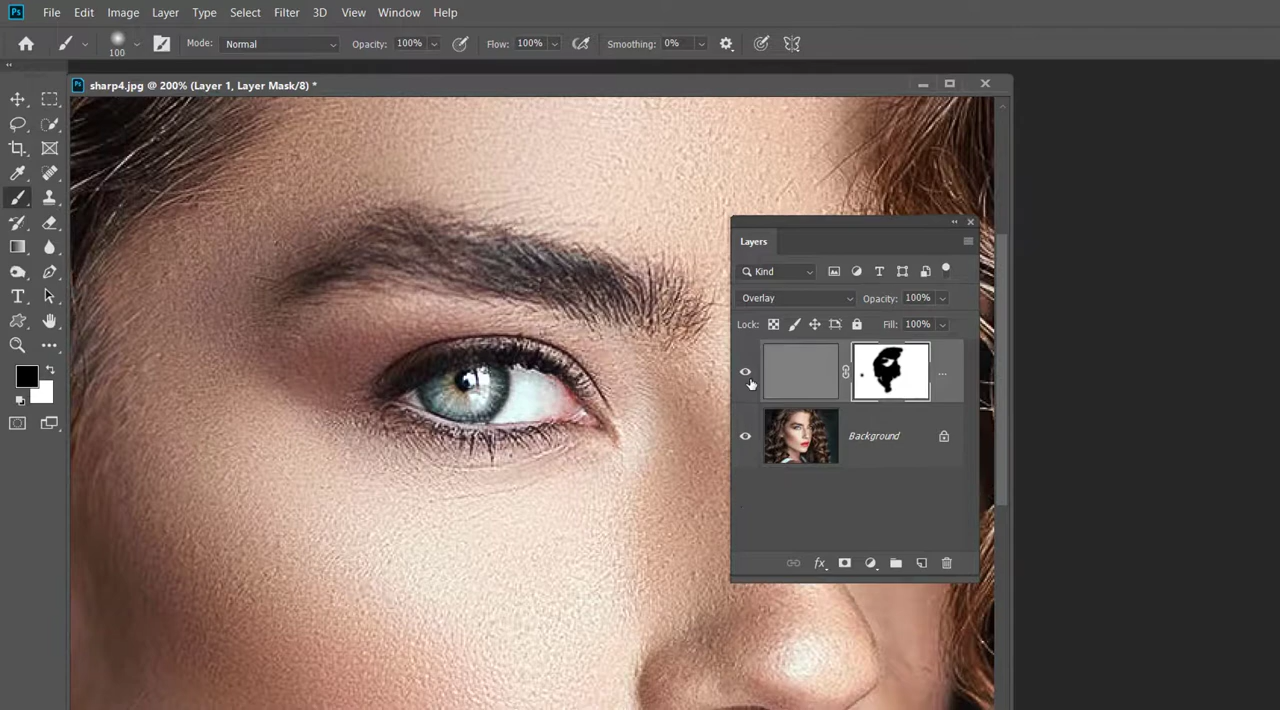 Ps File Edit Image Layer Type Select Filter 3D View Window Help
100 Mode: Normal Opacity: 100% Flow: 100% Smoothing: 0%
sharp4.jpg @ 200% (Layer 1, Layer Mask/8) *
Layers
Kind T
Overlay Opacity: 100%
Lock: Fill: 100%
...
Background
fx